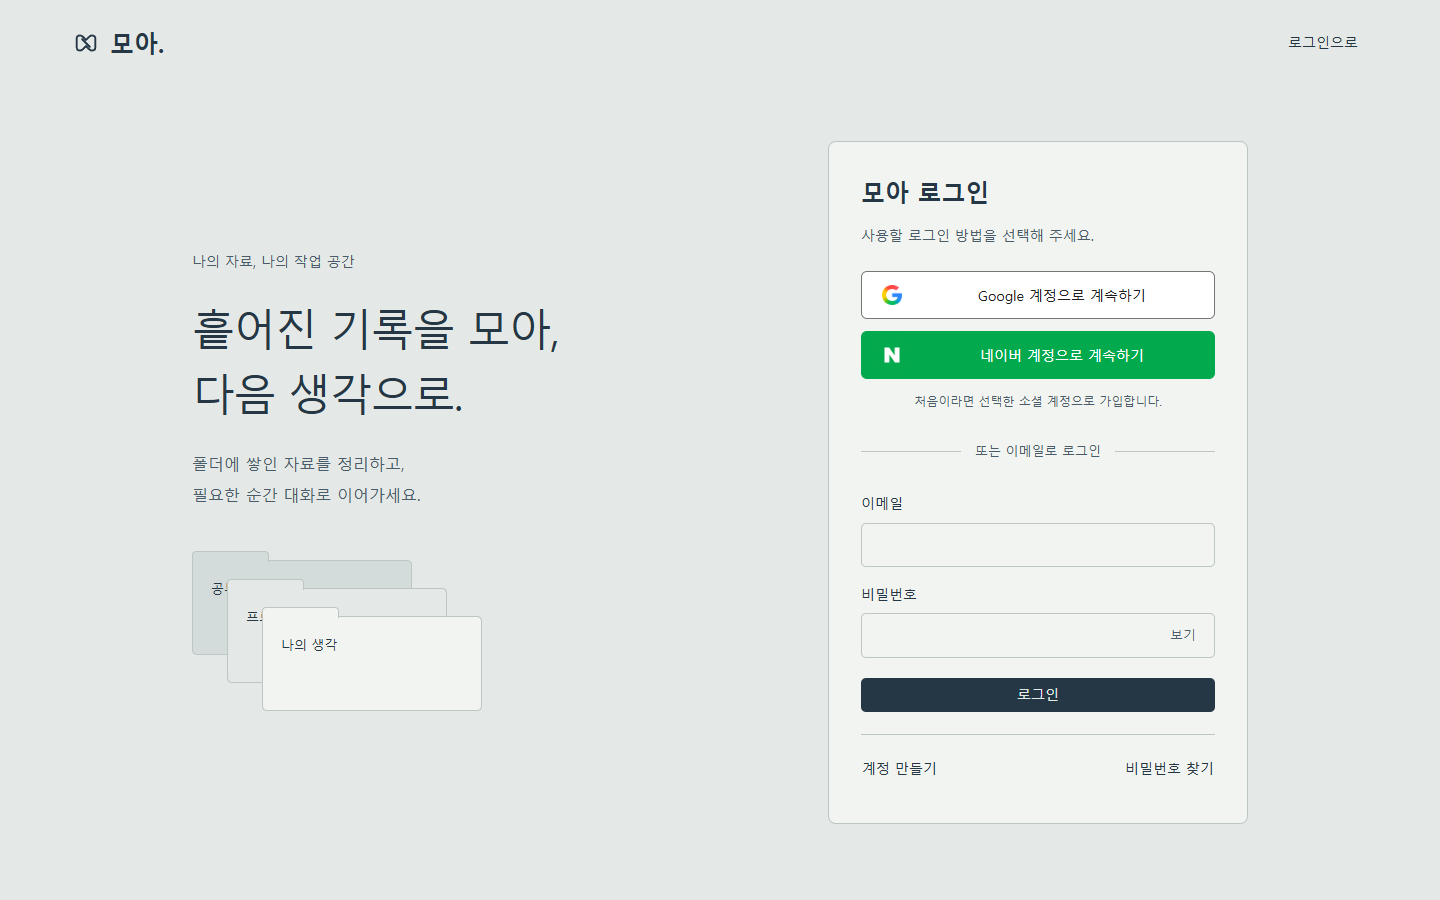 모아.
로그인으로
나의 자료, 나의 작업 공간
흩어진 기록을 모아,
다음 생각으로.
폴더에 쌓인 자료를 정리하고,
필요한 순간 대화로 이어가세요.
나의 생각
모아 로그인
사용할 로그인 방법을 선택해 주세요.
Google 계정으로 계속하기
네이버 계정으로 계속하기
처음이라면 선택한 소셜 계정으로 가입합니다.
또는 이메일로 로그인
이메일
비밀번호
보기
로그인
계정 만들기
비밀번호 찾기